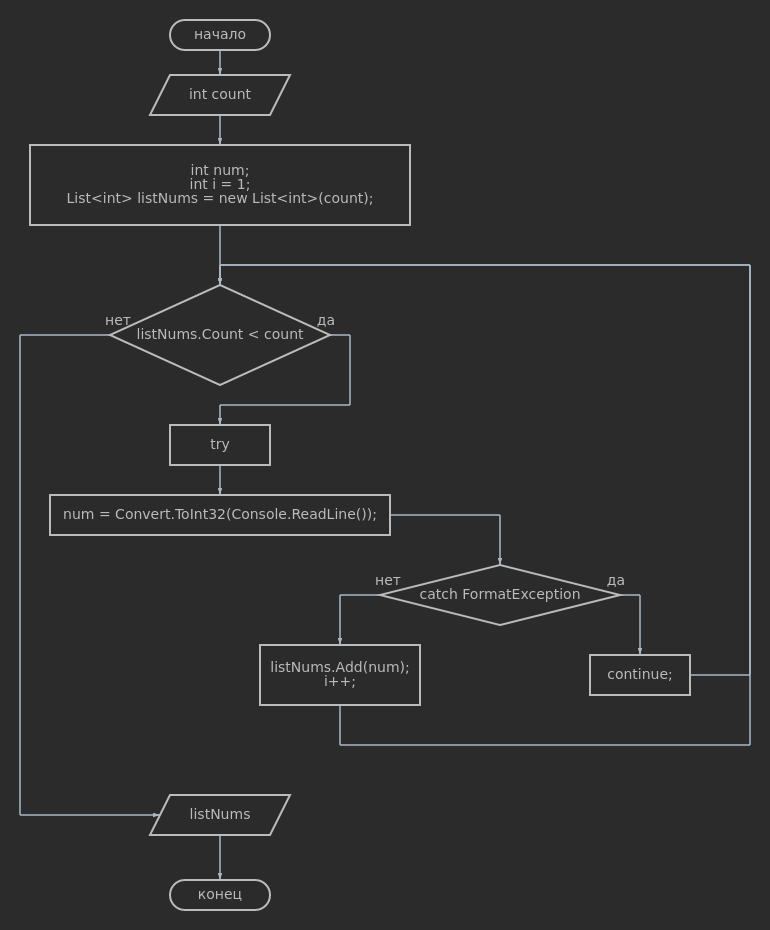 начало
int count
int num;
int i = 1;
List<int> listNums = new List<int>(count);
нет
да
listNums.Count < count
try
num = Convert.ToInt32(Console.ReadLine());
нет
да
catch FormatException
listNums.Add(num);
i++;
continue;
listNums
конец